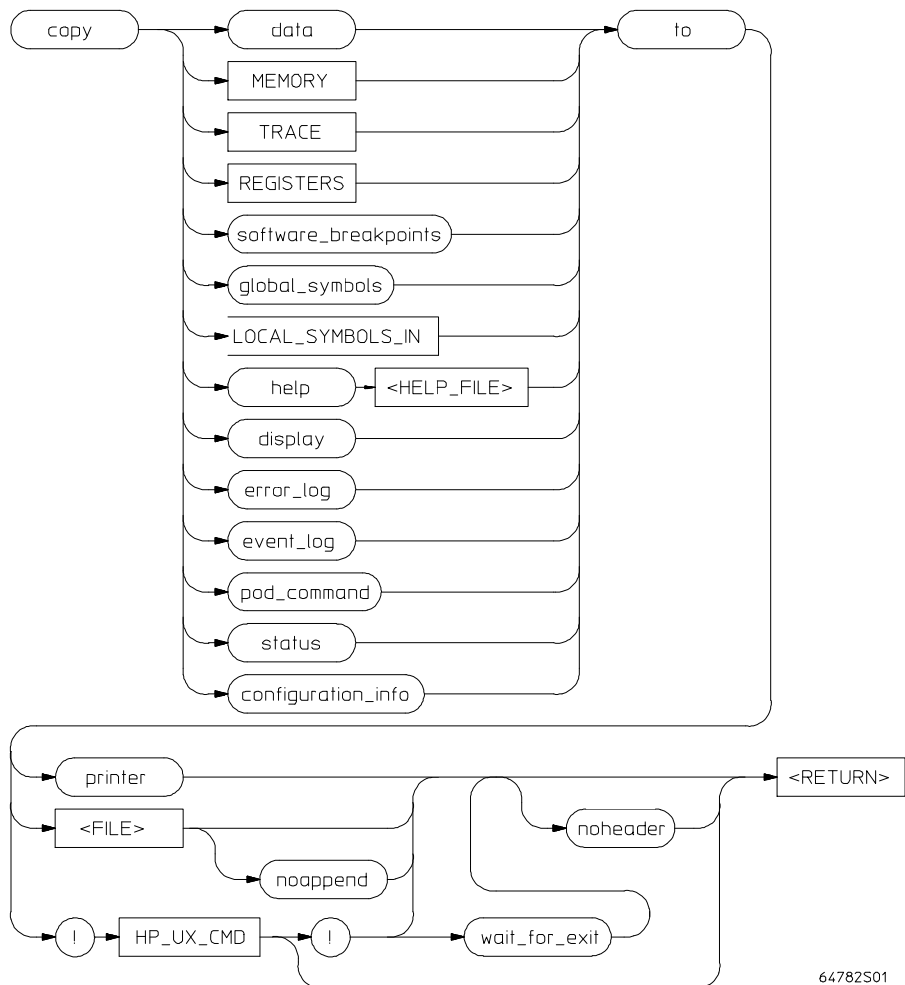 copy data to
MEMORY
TRACE
REGISTERS
software_breakpoints
global_symbols
LOCAL_SYMBOLS_IN
help <HELP_FILE>
display
error_log
event_log
pod_command
status
configuration_info
printer <RETURN>
<FILE> noheader
noappend
! HP_UX_CMD ! wait_for_exit
64782S01